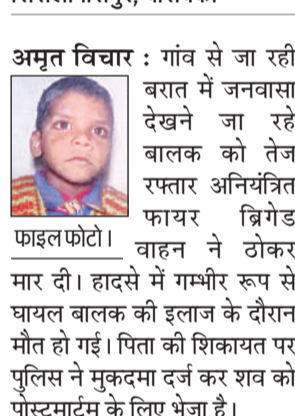 अमृत विचार : गांव से जा रही
बरात में जनवासा
देखने जा रहे
बालक को तेज
रफ्तार अनियंत्रित
फायर ब्रिगेड
फाइल फोटो।
वाहन ने ठोकर
मार दी। हादसे में गम्भीर रूप से
घायल बालक की इलाज के दौरान
मौत हो गई। पिता की शिकायत पर
पुलिस ने मुकदमा दर्ज कर शव को
पोस्टमार्टम के लिए भेजा है।